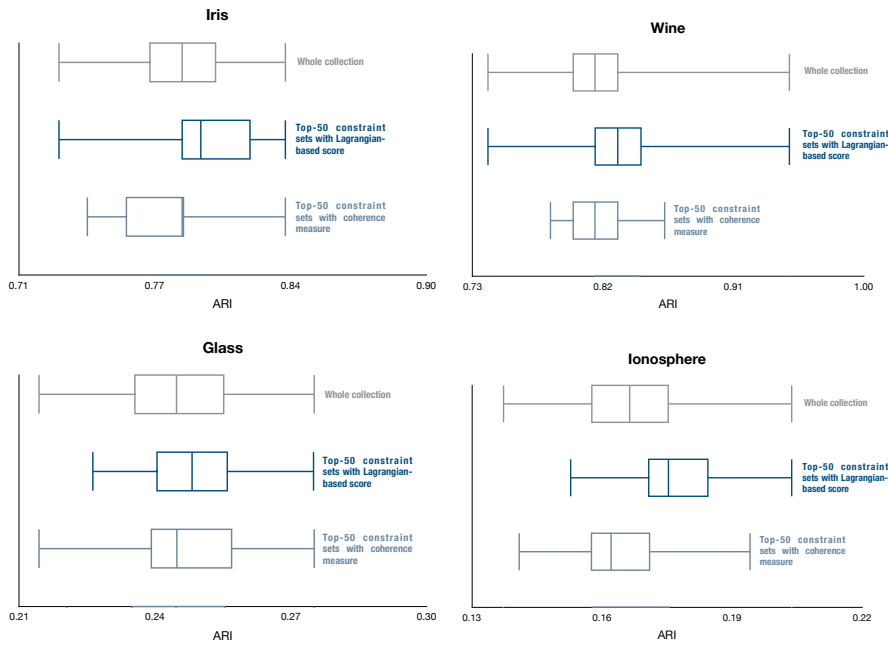 Iris
Whole collection
Top-50 constraint
sets with Lagrangian-
based score
Top-50 constraint
sets with coherence
measure
0.71 0.77 0.84 0.90
ARI
Wine
Whole collection
Top-50 constraint
sets with Lagrangian-
based score
Top-50 constraint
sets with coherence
measure
0.73 0.82 0.91 1.00
ARI
Glass
Whole collection
Top-50 constraint
sets with Lagrangian-
based score
Top-50 constraint
sets with coherence
measure
0.21 0.24 0.27 0.30
ARI
Ionosphere
Whole collection
Top-50 constraint
sets with Lagrangian-
based score
Top-50 constraint
sets with coherence
measure
0.13 0.16 0.19 0.22
ARI